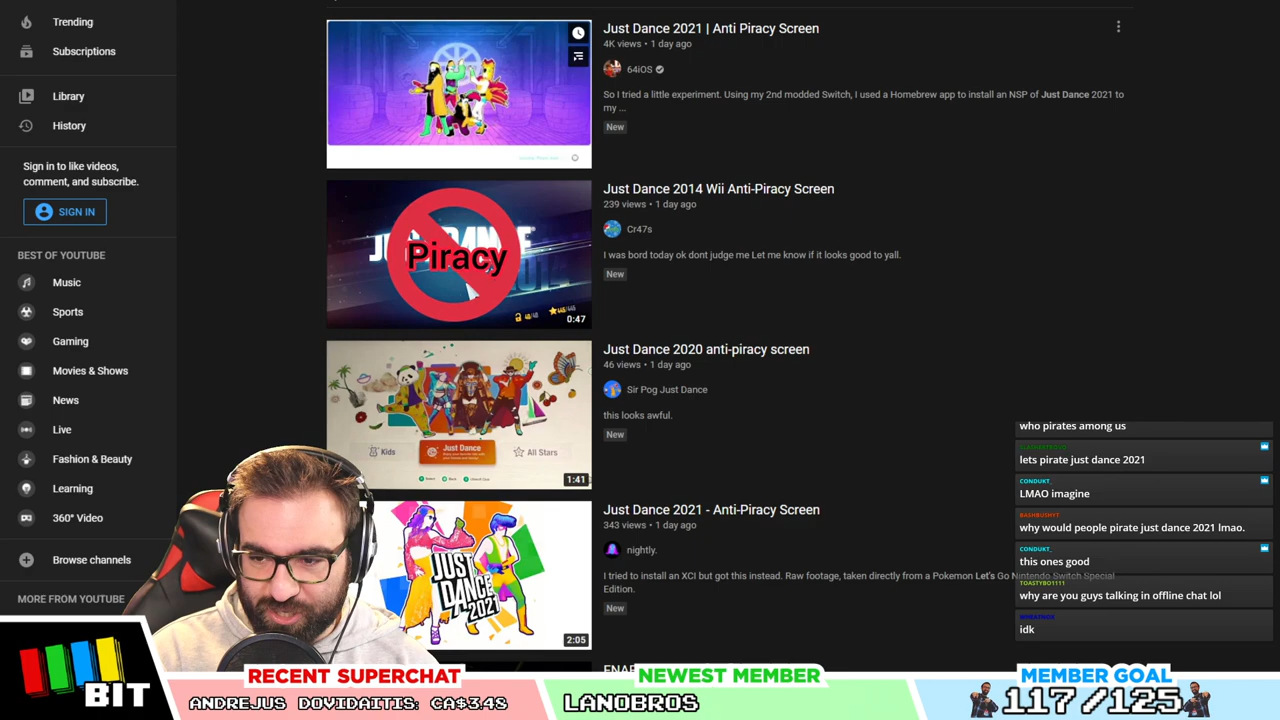 Trending
Subscriptions
Library
History
Sign in to like videos,
comment, and subscribe.
SIGN IN
BEST OF YOUTUBE
Music
Sports
Gaming
Movies & Shows
News
Live
Fashion & Beauty
Learning
360° Video
Browse channels
MORE FROM YOUTUBE
Just Dance 2021 | Anti Piracy Screen
4K views • 1 day ago
64iOS
So I tried a little experiment. Using my 2nd modded Switch, I used a Homebrew app to install an NSP of Just Dance 2021 to
my ...
New
Piracy
0:47
Just Dance 2014 Wii Anti-Piracy Screen
239 views • 1 day ago
Cr47s
I was bord today ok dont judge me Let me know if it looks good to yall.
New
Kids
Just Dance
All Stars
1:41
Just Dance 2020 anti-piracy screen
46 views • 1 day ago
Sir Pog Just Dance
this looks awful.
New
JUST
DANCE
2021
2:05
Just Dance 2021 - Anti-Piracy Screen
343 views • 1 day ago
nightly.
I tried to install an XCI but got this instead. Raw footage, taken directly from a Pokemon Let's Go Nintendo Switch Special
Edition.
New
who pirates among us
lets pirate just dance 2021
CONDUKT_
LMAO imagine
BASHBUSHYT
why would people pirate just dance 2021 lmao.
CONDUKT_
this ones good
TOASTYBO1111
why are you guys talking in offline chat lol
idk
BIT
RECENT SUPERCHAT
ANDREJUS DOVIDAITIS: CA$3.48
NEWEST MEMBER
LANOBROS
MEMBER GOAL
117/125